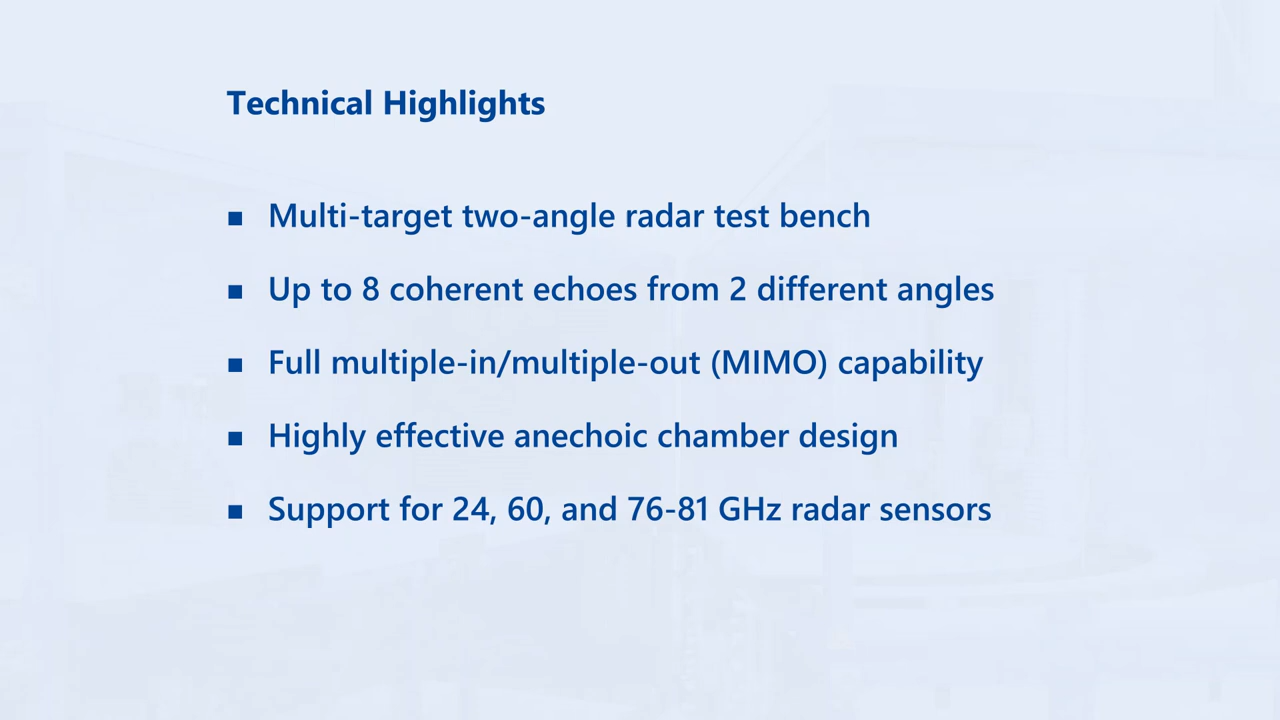 Technical Highlights
■ Multi-target two-angle radar test bench
■ Up to 8 coherent echoes from 2 different angles
■ Full multiple-in/multiple-out (MIMO) capability
■ Highly effective anechoic chamber design
■ Support for 24, 60, and 76-81 GHz radar sensors